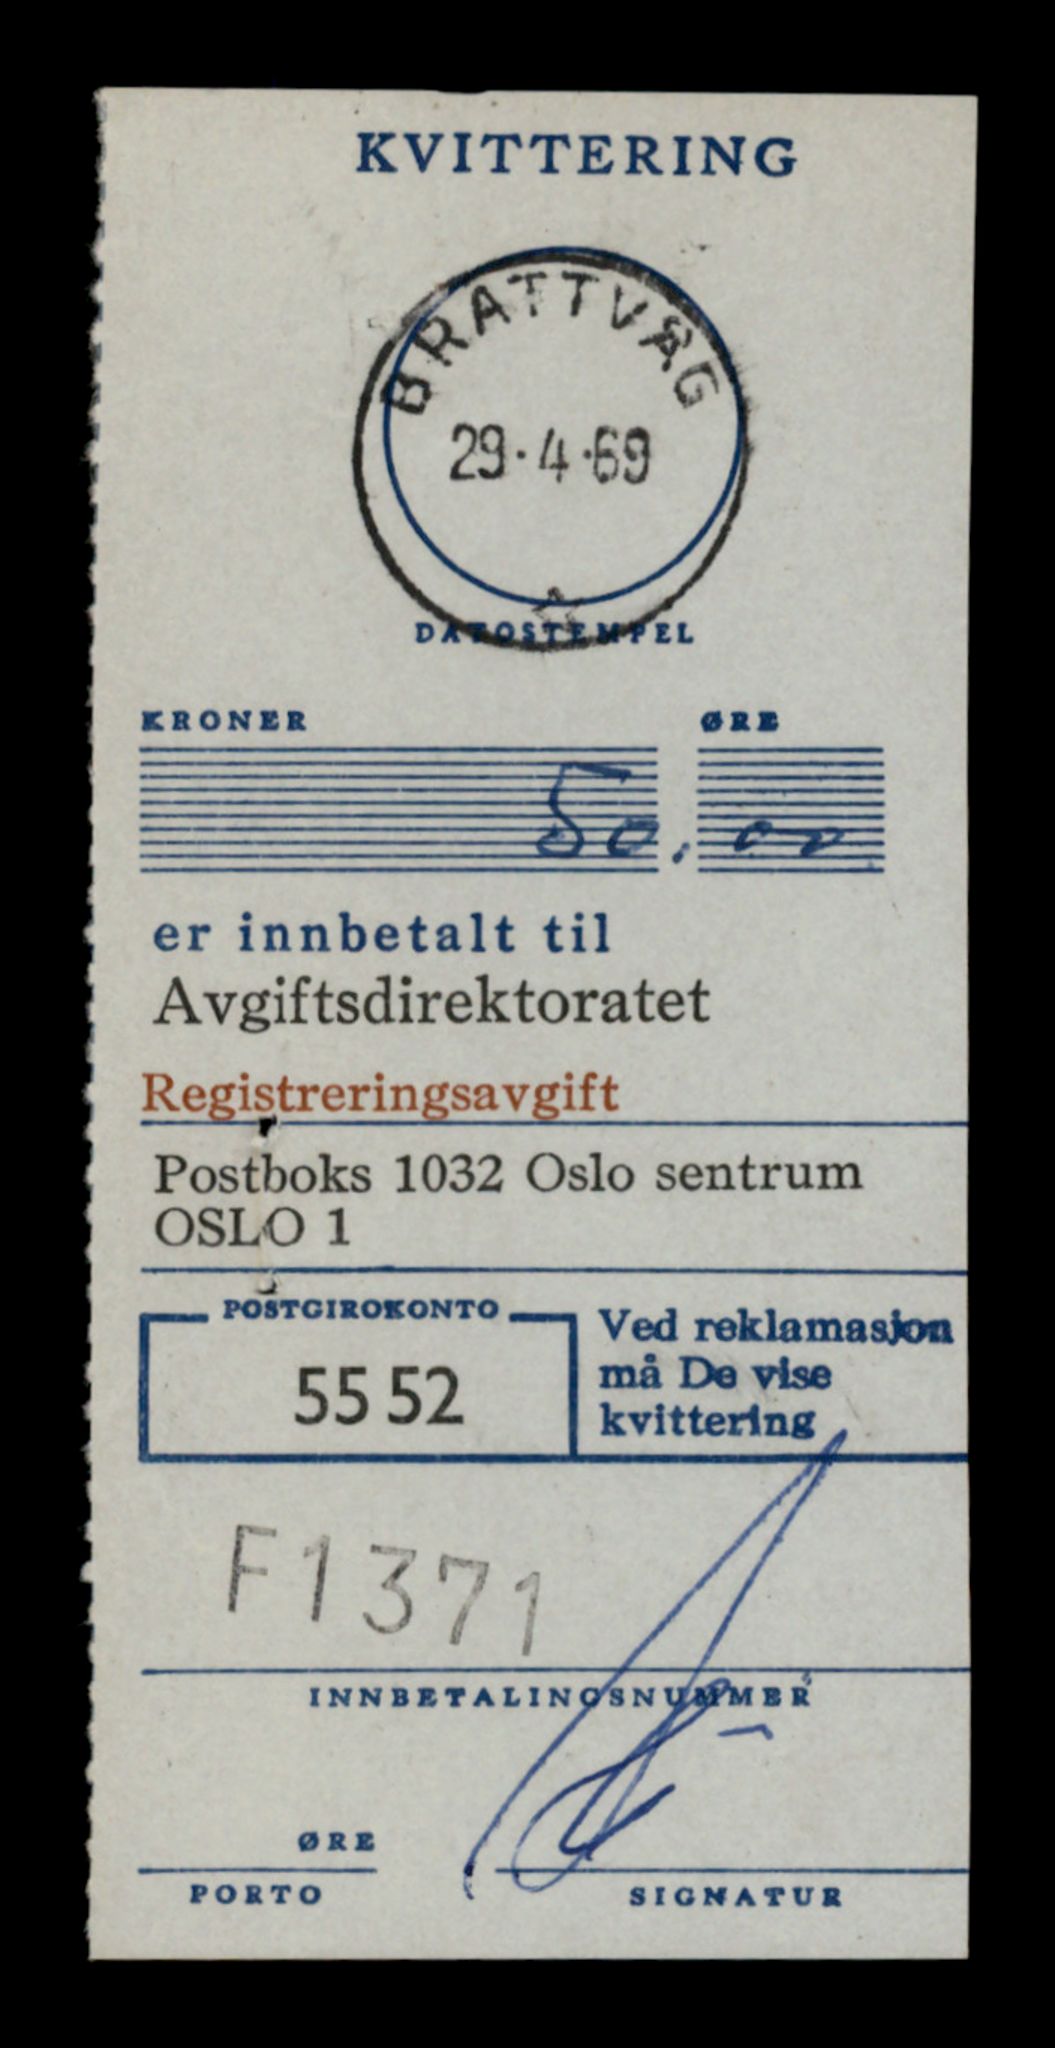 KVITTERING
BRATTVÅG
29·4·69
DATOSTEMPEL
KRONER ØRE
50.00
er innbetalt til
Avgiftsdirektoratet
Registreringsavgift
Postboks 1032 Oslo sentrum
OSLO 1
POSTGIROKONTO
55 52
Ved reklamasjon
må De vise
kvittering
F1371
INNBETALINGSNUMMER
ØRE
PORTO SIGNATUR